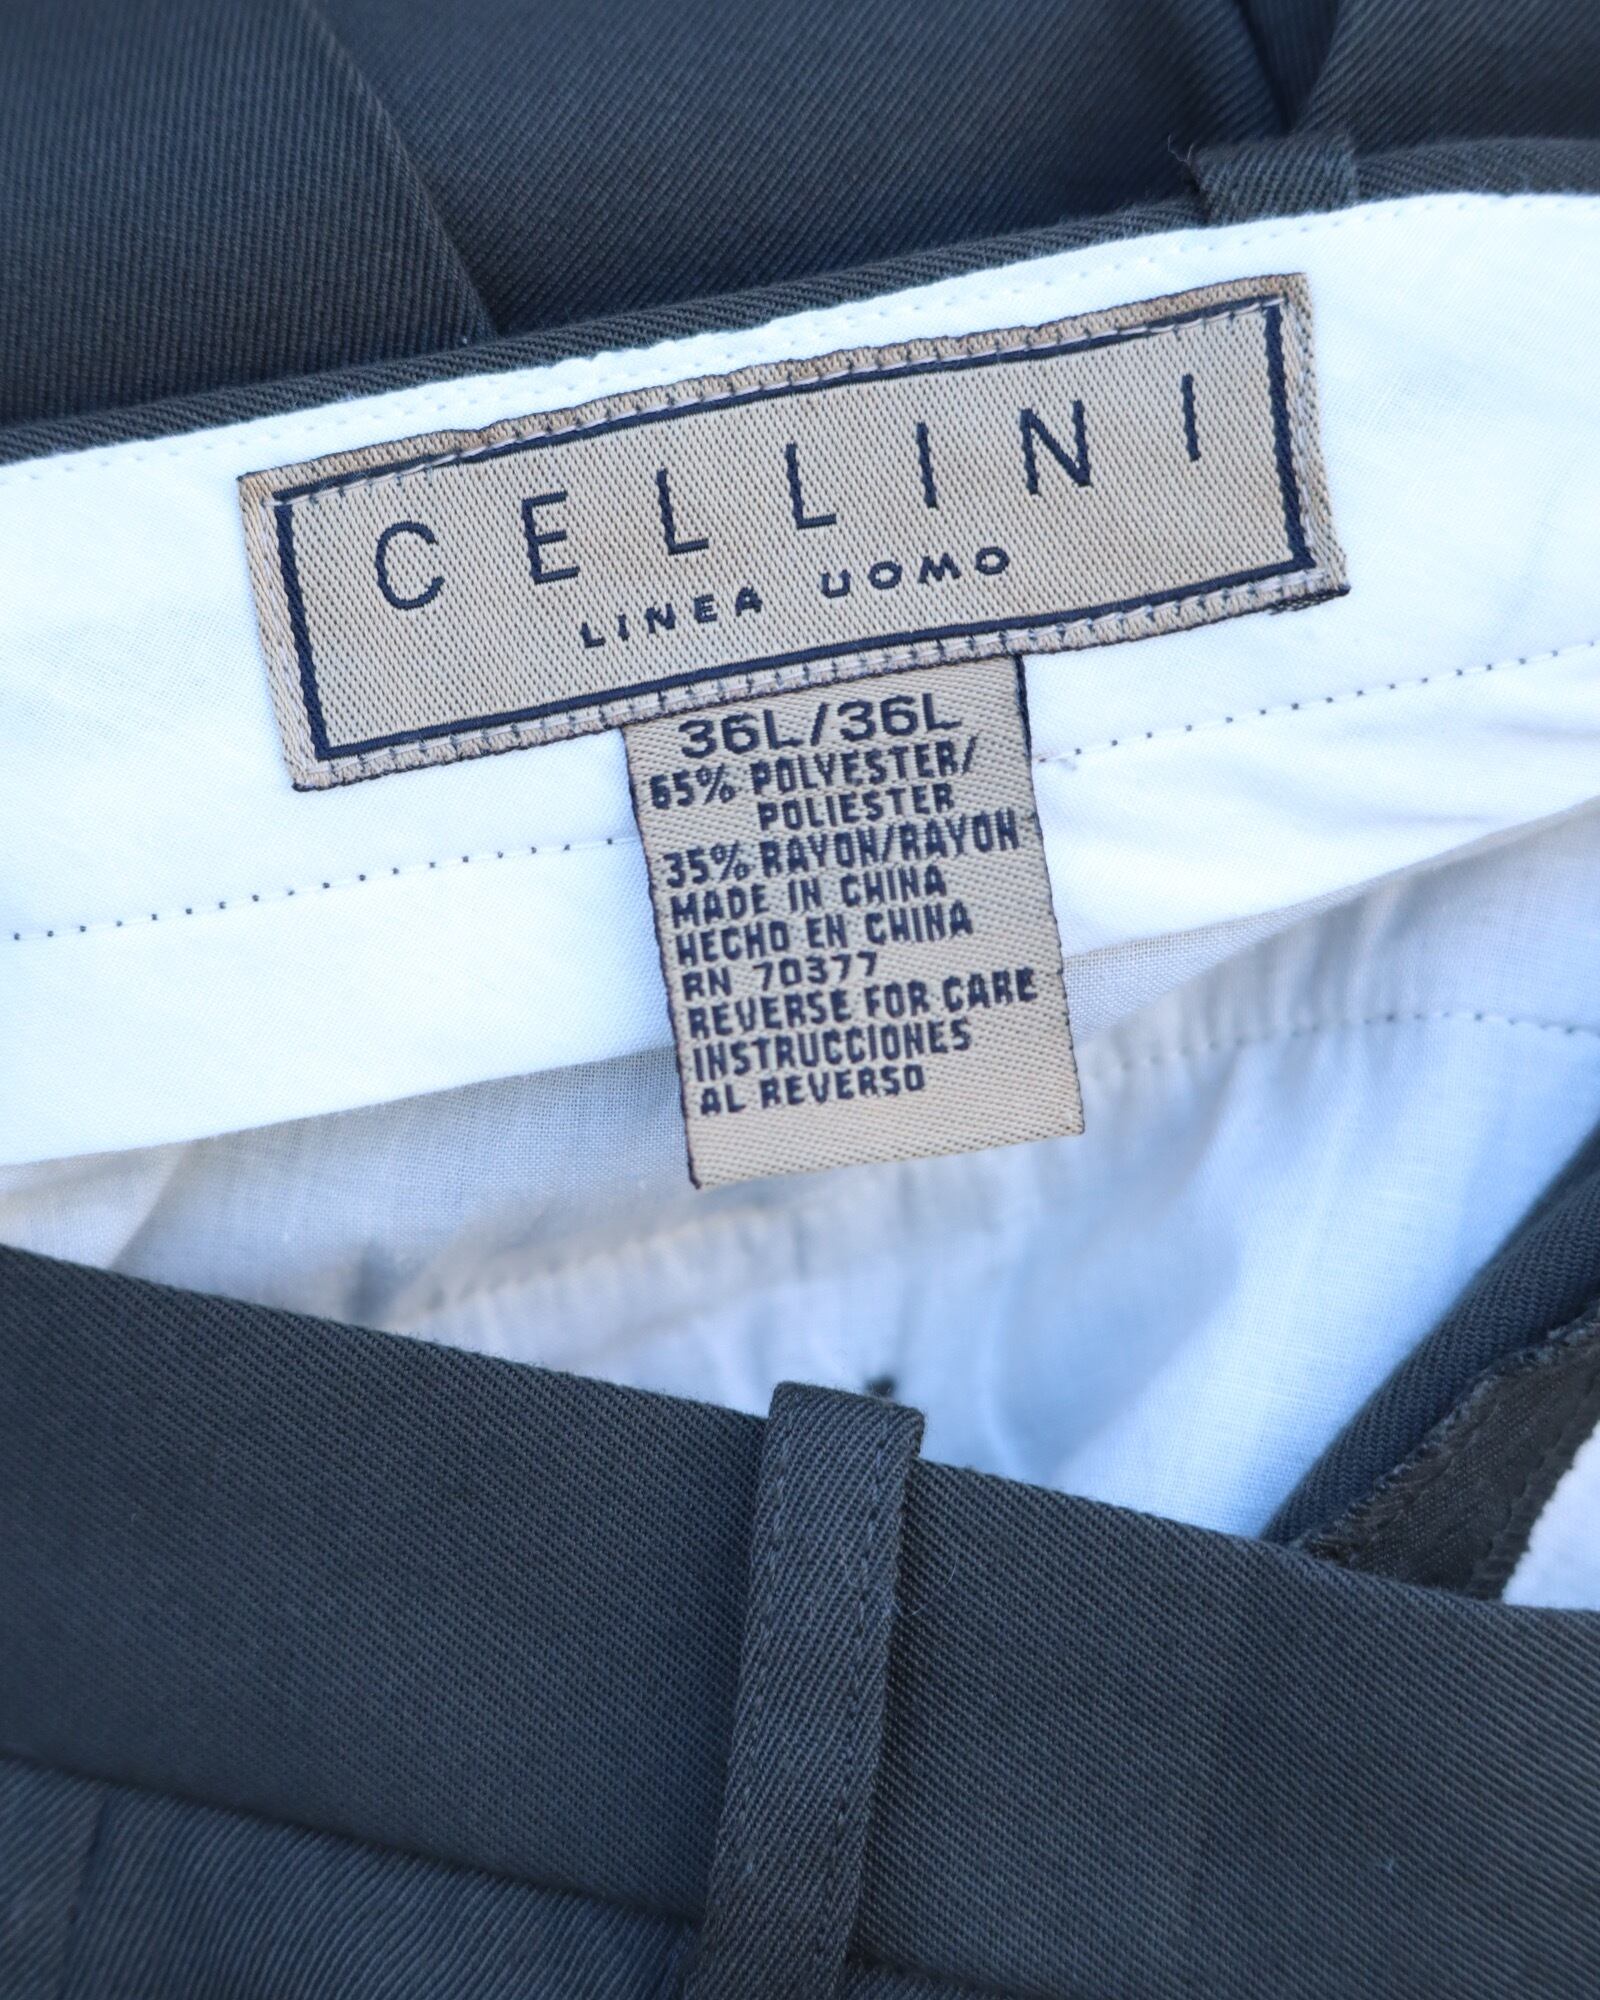 CELLINI
LINEA UOMO
36L/36L
65% POLYESTER/
POLIESTER
35% RAYON/RAYON
MADE IN CHINA
HECHO EN CHINA
RN 70377
REVERSE FOR CARE
INSTRUCCIONES
AL REVERSO